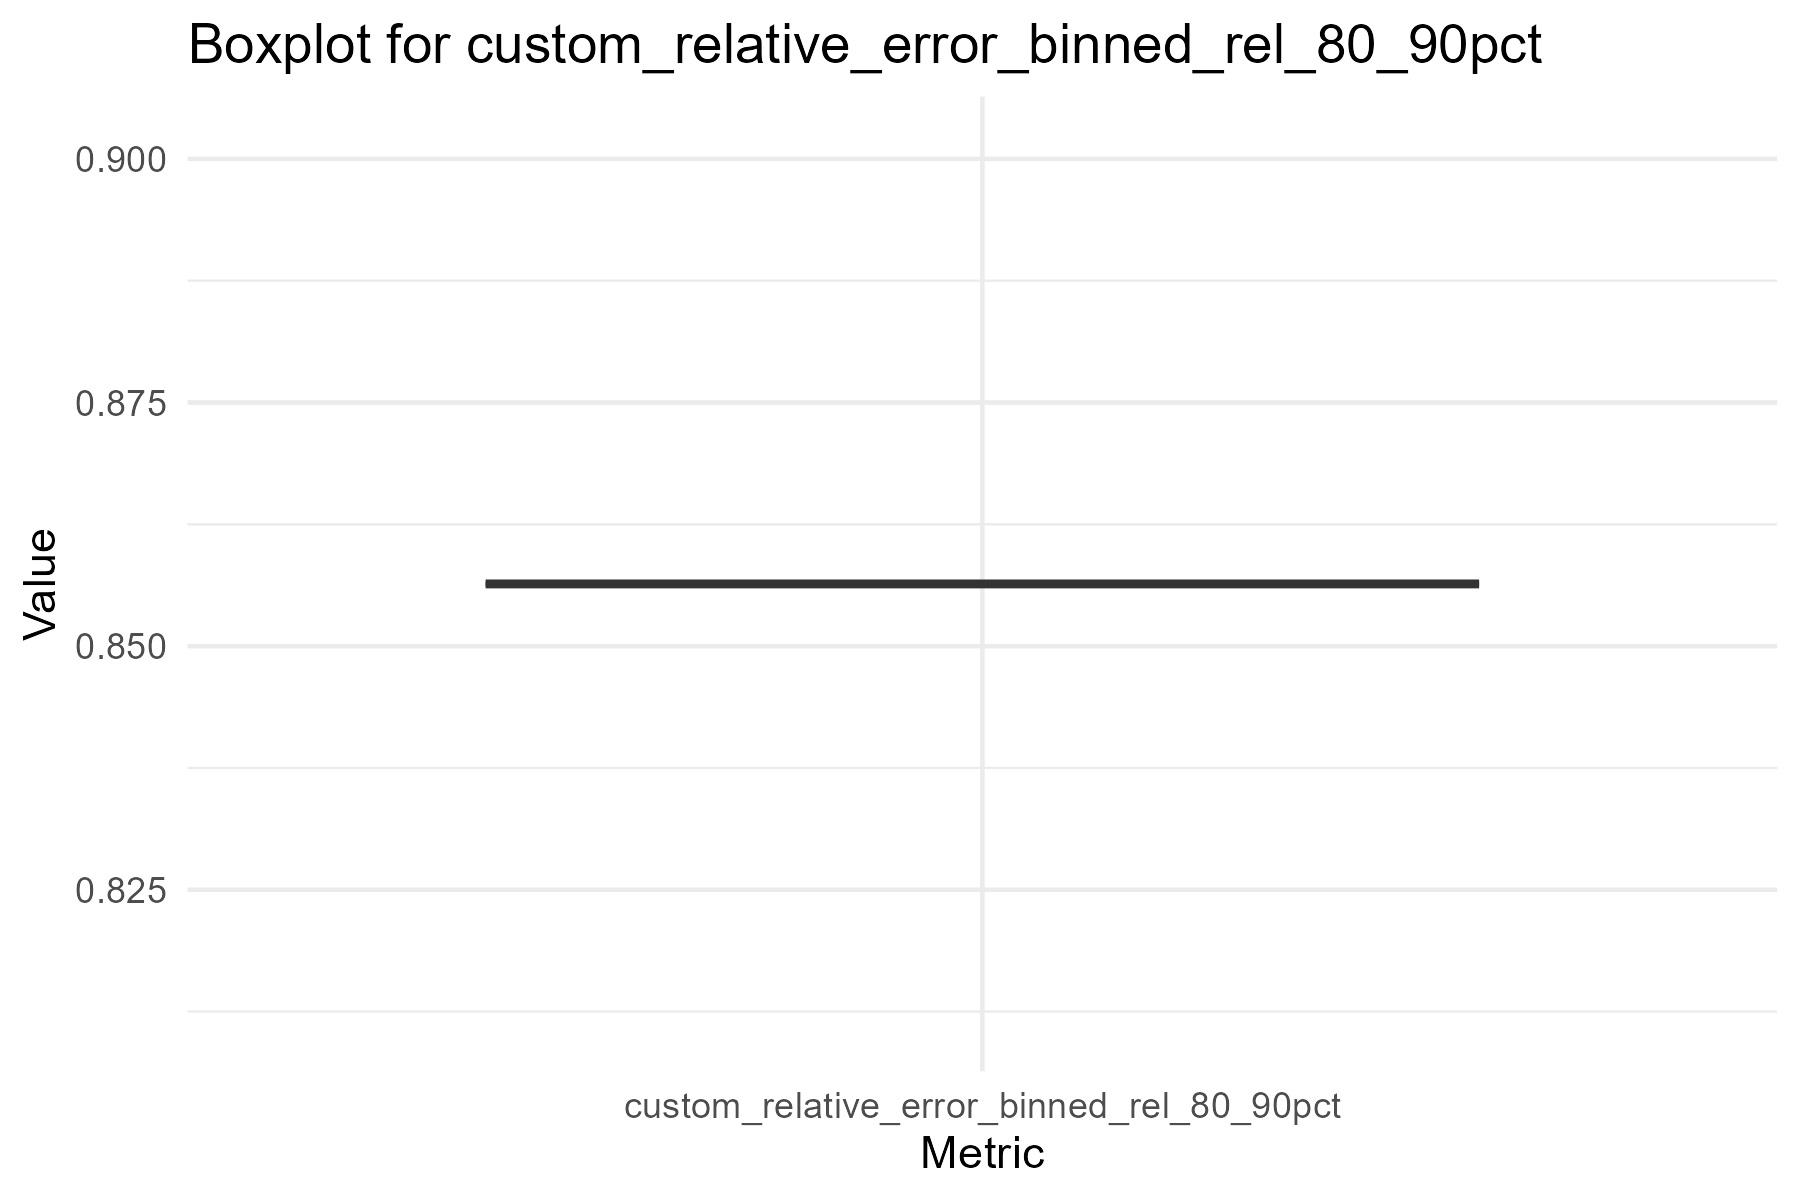 Boxplot for custom_relative_error_binned_rel_80_90pct
0.900
0.875
0.850
0.825
Value
custom_relative_error_binned_rel_80_90pct
Metric